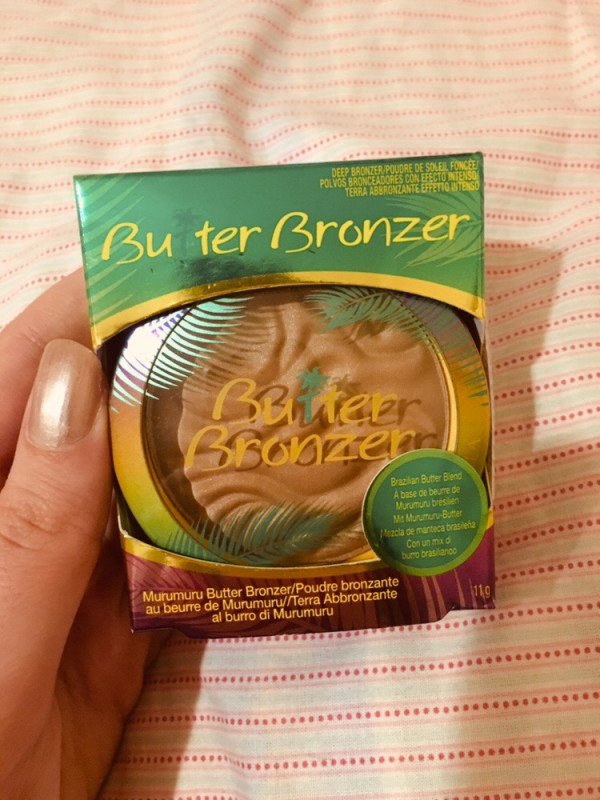 DEEP BRONZER/POUDRE DE SOLEIL FONCÉE/
POLVOS BRONCEADORES CON EFECTO INTENSO/
TERRA ABBRONZANTE EFFETTO INTENSO
Butter Bronzer
Butter
Bronzer
Brazilian Butter Blend
À base de beurre de
Murumuru brésilien
Mit Murumuru-Butter
Mezcla de manteca brasileña
Con un mix di
burro brasilianoo
Murumuru Butter Bronzer/Poudre bronzante
au beurre de Murumuru//Terra Abbronzante
al burro di Murumuru
11 g